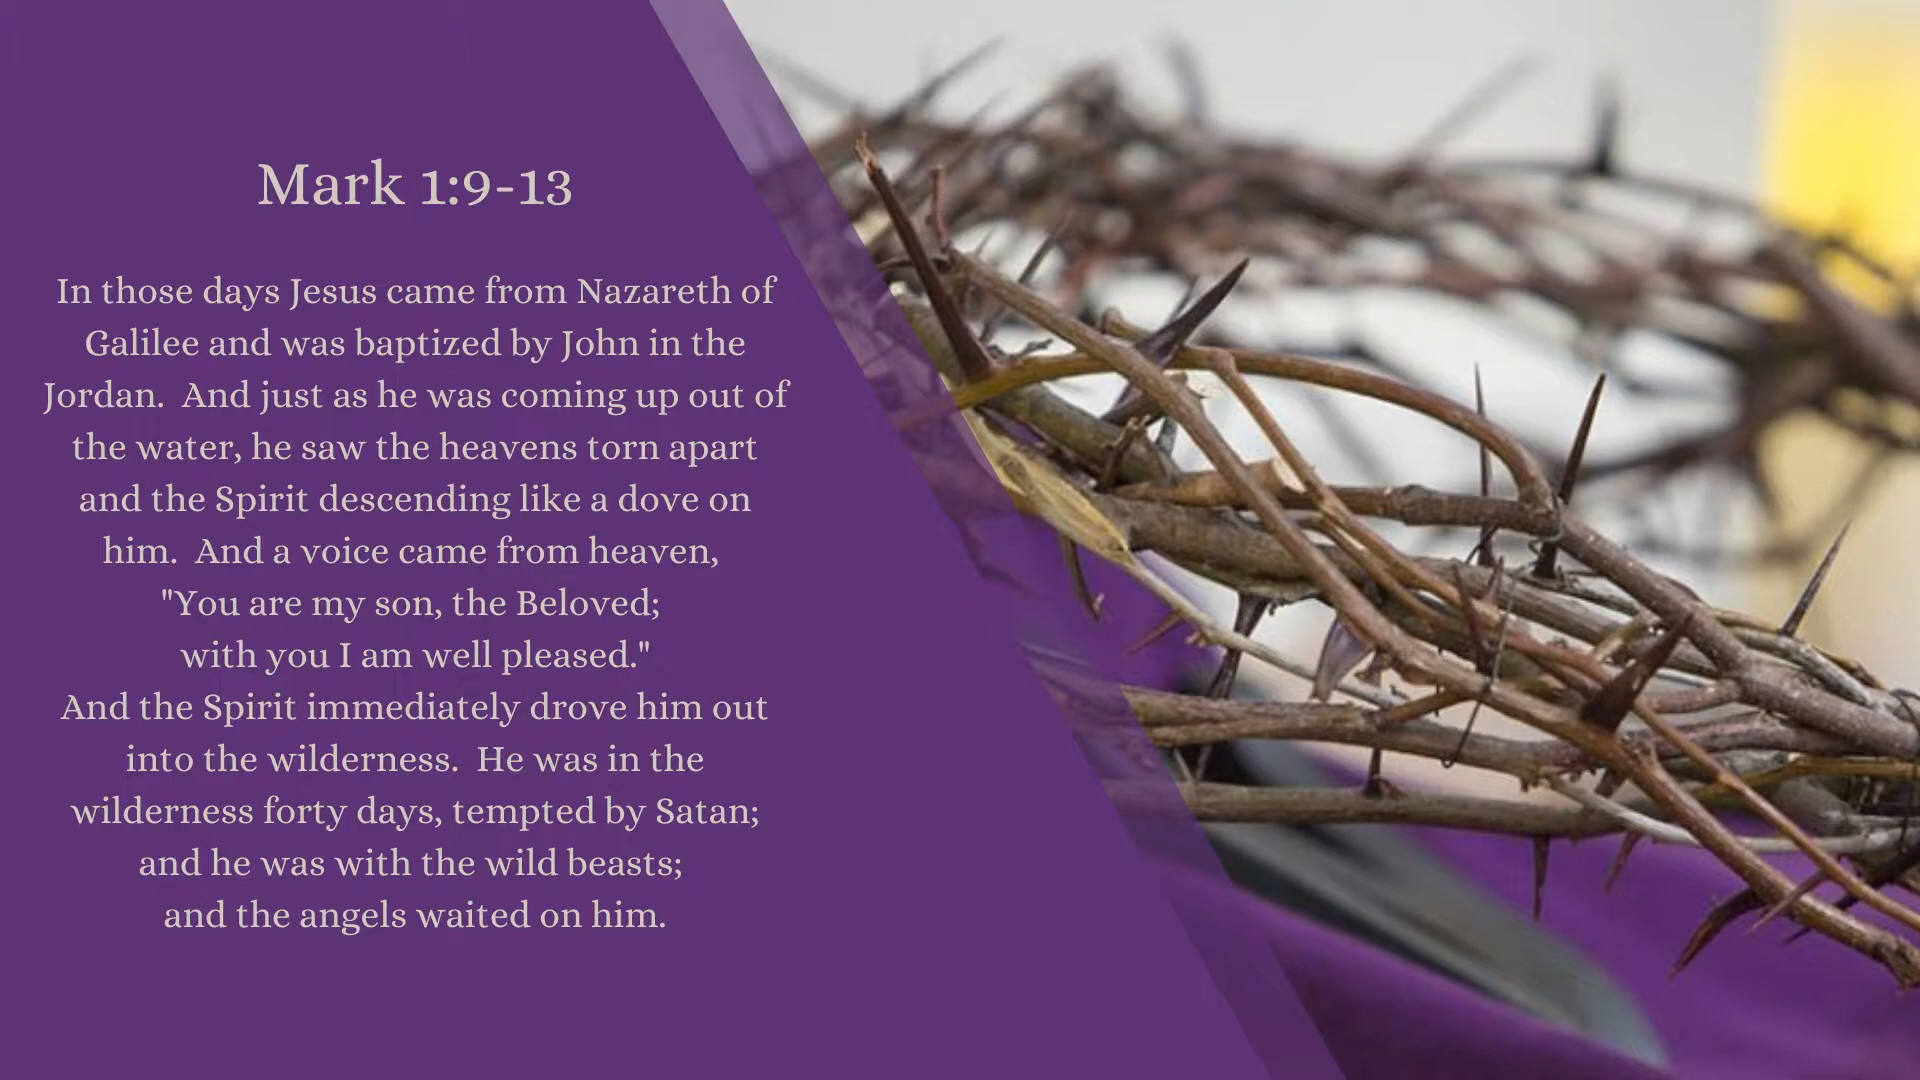 Mark 1:9-13
In those days Jesus came from Nazareth of
Galilee and was baptized by John in the
Jordan.  And just as he was coming up out of
the water, he saw the heavens torn apart
and the Spirit descending like a dove on
him.  And a voice came from heaven,
"You are my son, the Beloved;
with you I am well pleased."
And the Spirit immediately drove him out
into the wilderness.  He was in the
wilderness forty days, tempted by Satan;
and he was with the wild beasts;
and the angels waited on him.